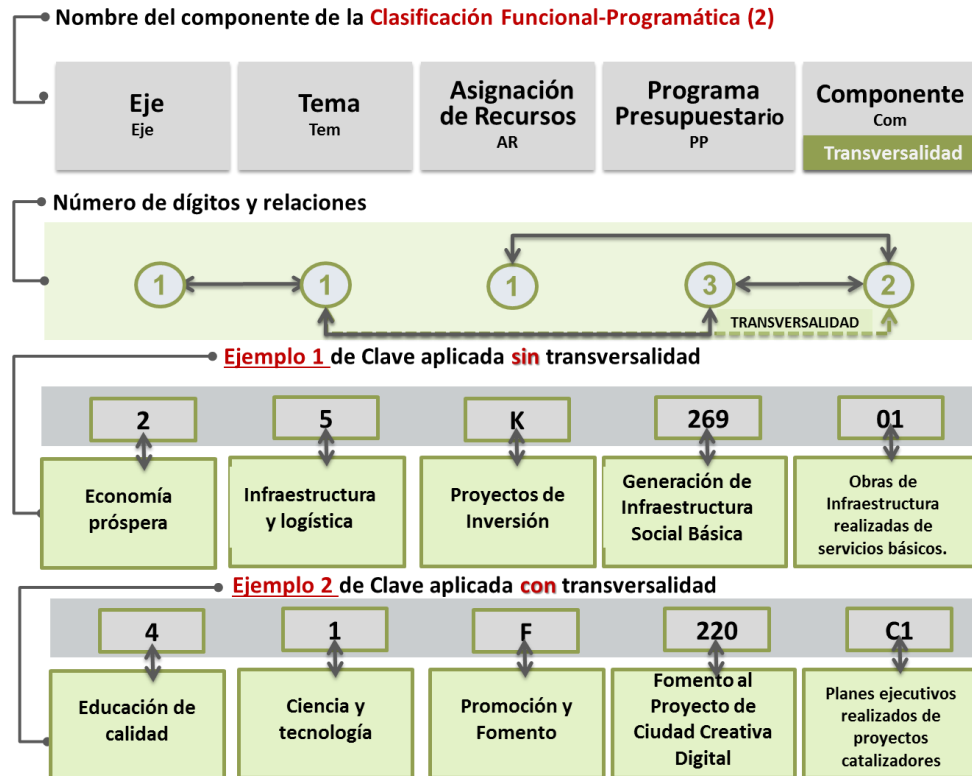 Nombre del componente de la Clasificación Funcional-Programática (2)
Eje
Eje
Tema
Tem
Asignación
de Recursos
AR
Programa
Presupuestario
PP
Componente
Com
Transversalidad
Número de dígitos y relaciones
1
1
1
3
2
TRANSVERSALIDAD
Ejemplo 1 de Clave aplicada sin transversalidad
2
5
K
269
01
Economía
próspera
Infraestructura
y logística
Proyectos de
Inversión
Generación de
Infraestructura
Social Básica
Obras de
Infraestructura
realizadas de
servicios básicos.
Ejemplo 2 de Clave aplicada con transversalidad
4
1
F
220
C1
Educación de
calidad
Ciencia y
tecnología
Promoción y
Fomento
Fomento al
Proyecto de
Ciudad Creativa
Digital
Planes ejecutivos
realizados de
proyectos
catalizadores